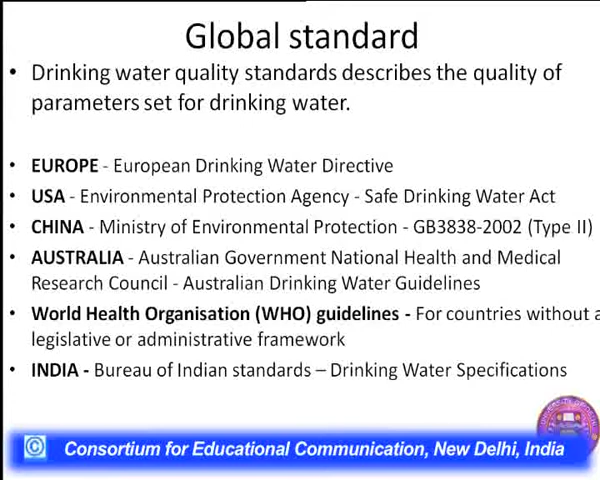 Global standard
• Drinking water quality standards describes the quality of
parameters set for drinking water.
• EUROPE - European Drinking Water Directive
• USA - Environmental Protection Agency - Safe Drinking Water Act
• CHINA - Ministry of Environmental Protection - GB3838-2002 (Type II)
• AUSTRALIA - Australian Government National Health and Medical
Research Council - Australian Drinking Water Guidelines
• World Health Organisation (WHO) guidelines - For countries without a
legislative or administrative framework
• INDIA - Bureau of Indian standards – Drinking Water Specifications
© Consortium for Educational Communication, New Delhi, India